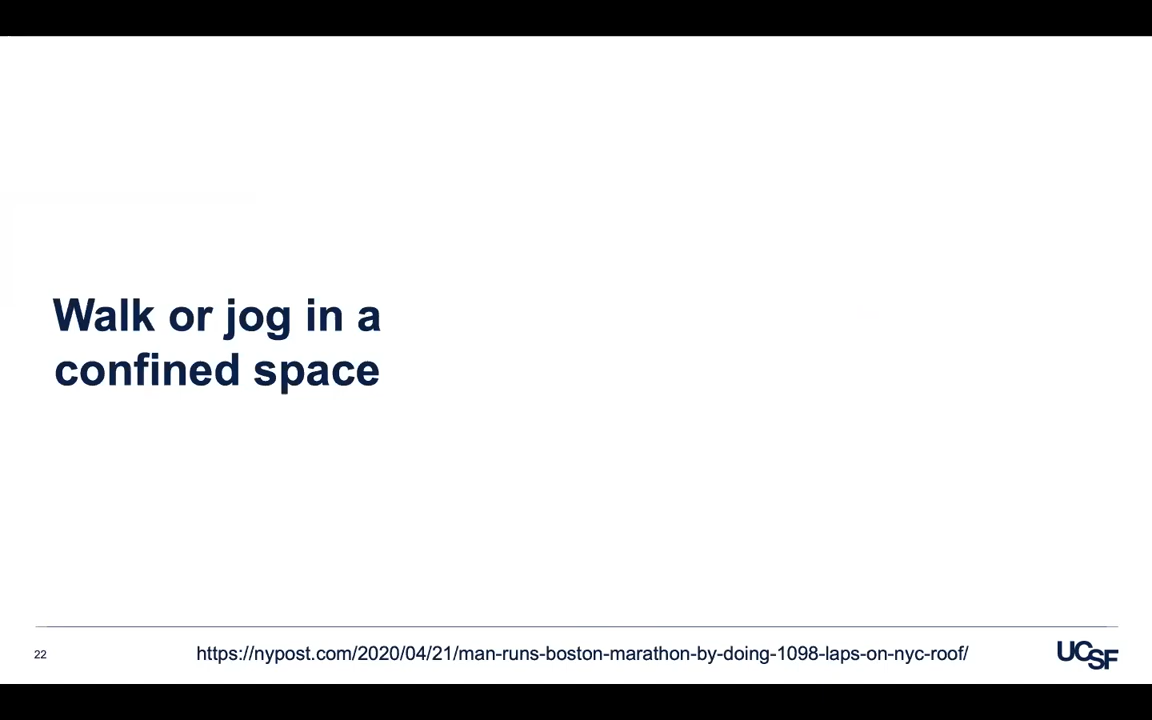 Walk or jog in a
confined space
22
https://nypost.com/2020/04/21/man-runs-boston-marathon-by-doing-1098-laps-on-nyc-roof/
UCSF